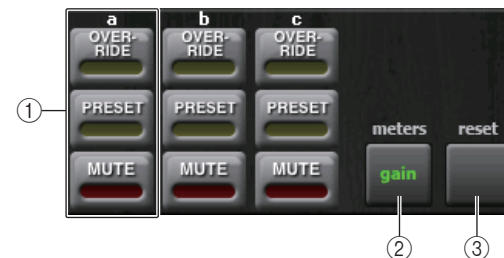 a b c
OVER-
RIDE
OVER-
RIDE
OVER-
RIDE
① PRESET PRESET PRESET
meters reset
MUTE MUTE MUTE
gain
② ③